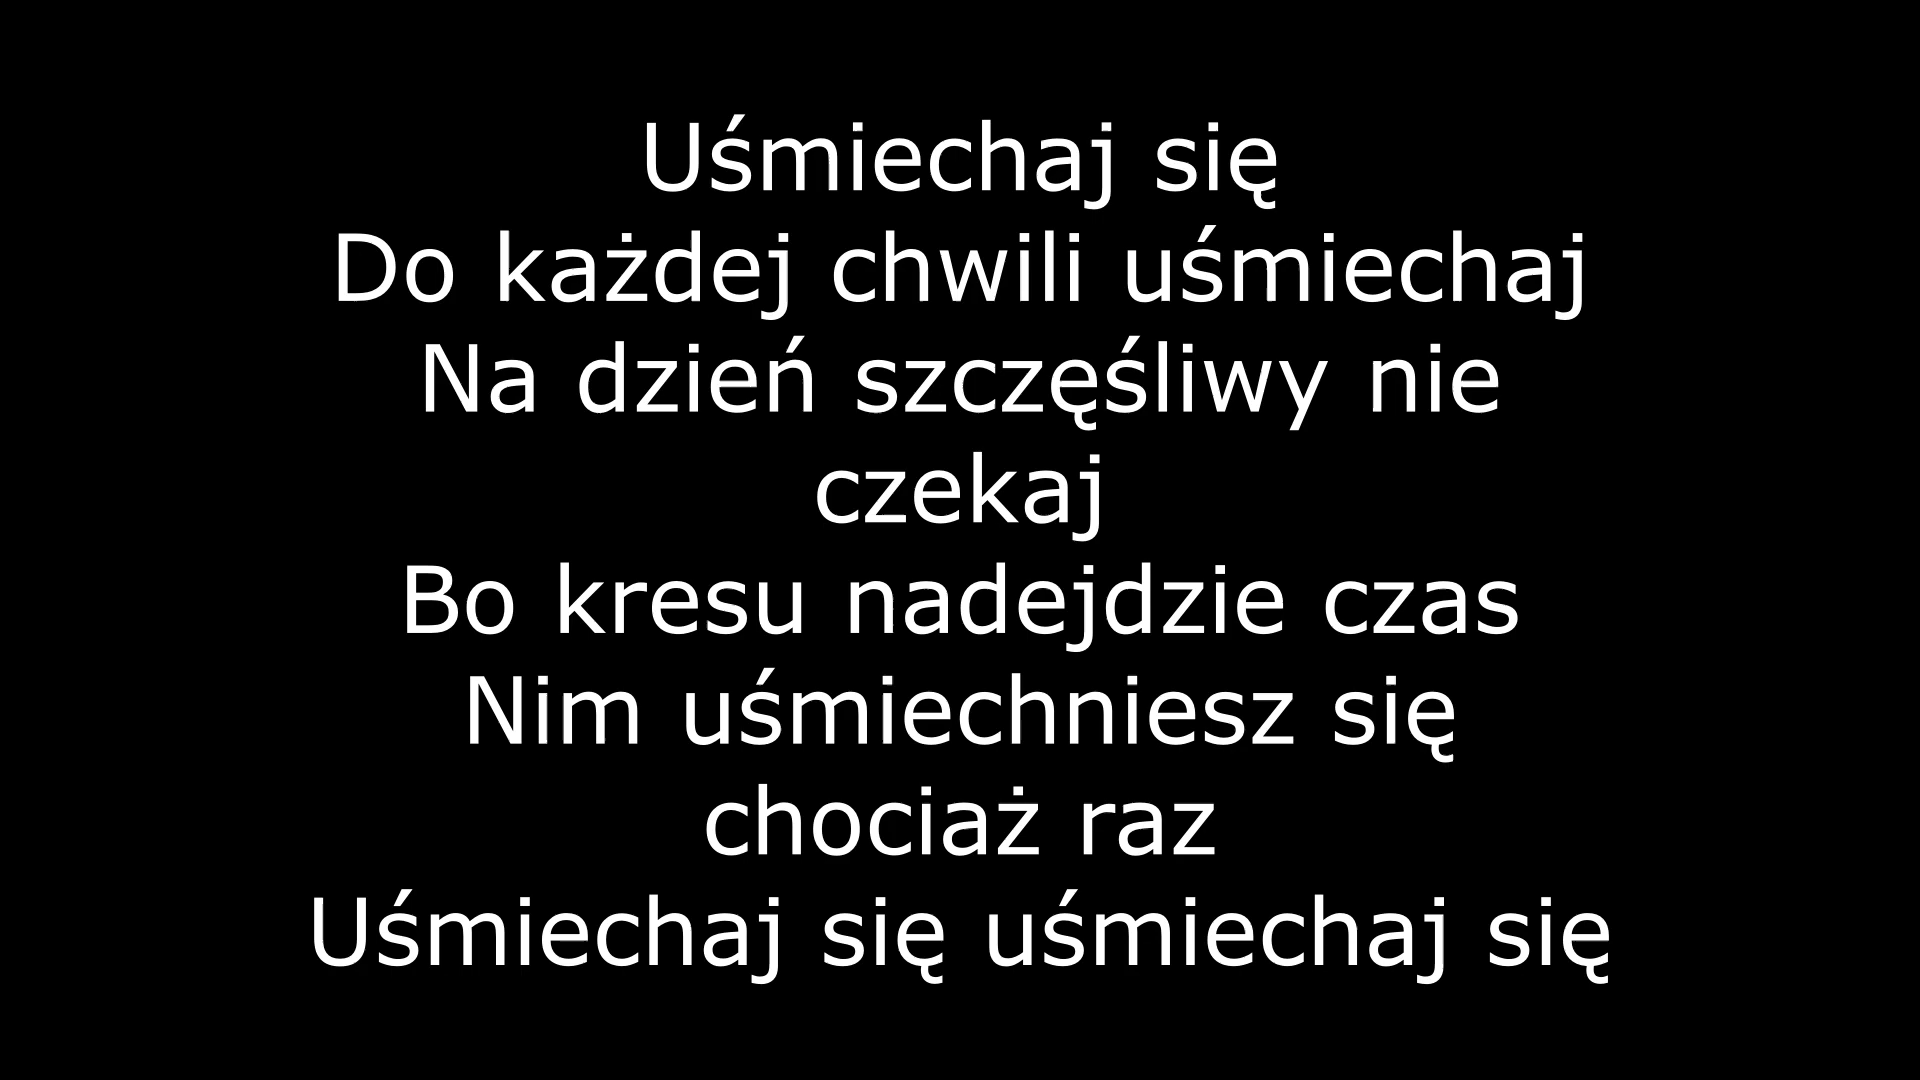 Uśmiechaj się
Do każdej chwili uśmiechaj
Na dzień szczęśliwy nie
czekaj
Bo kresu nadejdzie czas
Nim uśmiechniesz się
chociaż raz
Uśmiechaj się uśmiechaj się